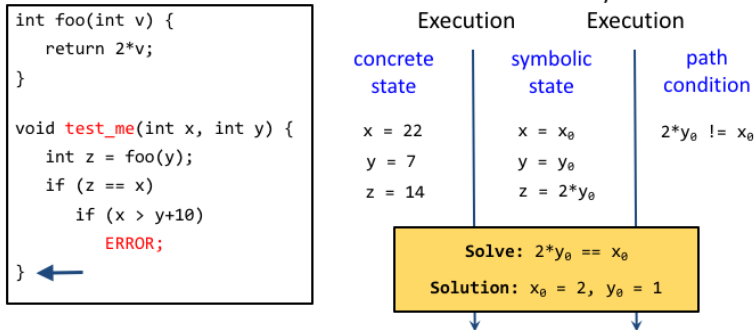 int foo(int v) {
return 2*v;
}
void test_me(int x, int y) {
int z = foo(y);
if (z == x)
if (x > y+10)
ERROR;
}
Execution Execution
concrete state
symbolic state
path condition
x = 22
y = 7
z = 14
x = x₀
y = y₀
z = 2*y₀
2*y₀ != x₀
Solve: 2*y₀ == x₀
Solution: x₀ = 2, y₀ = 1